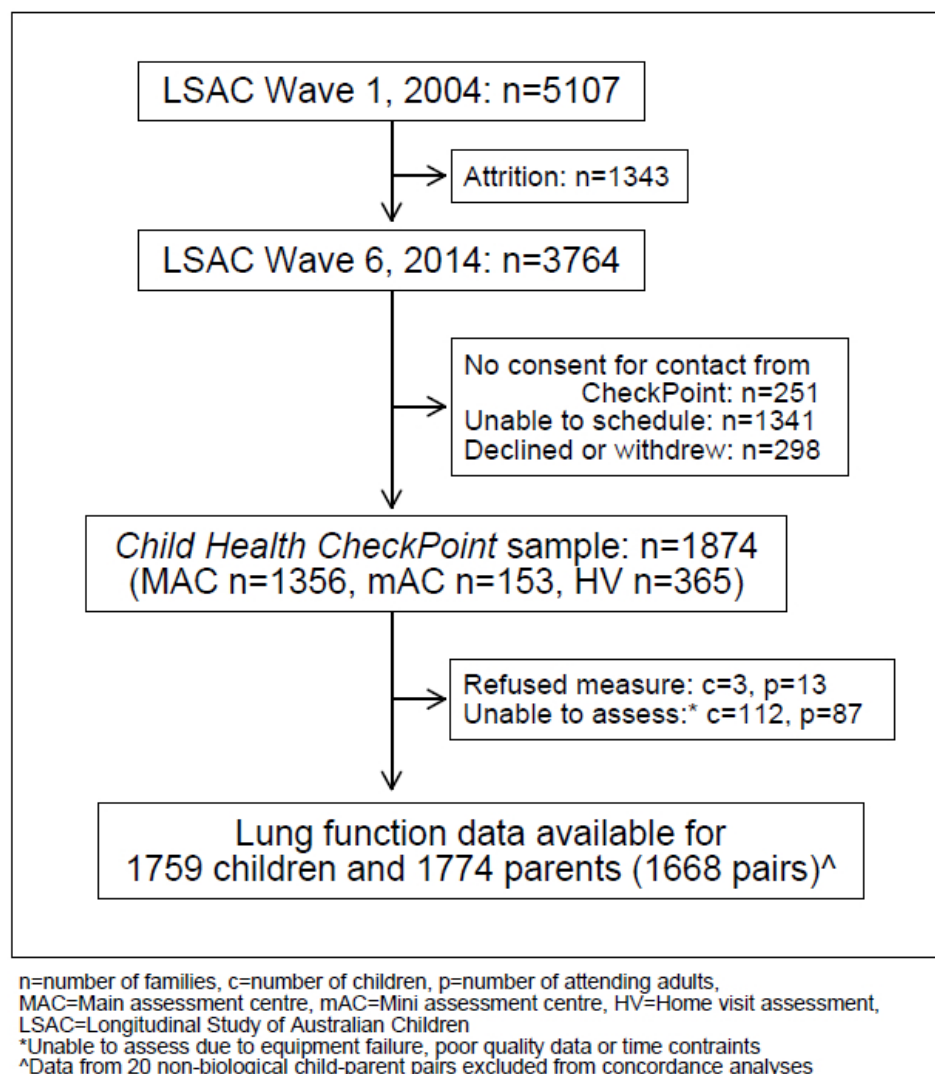 LSAC Wave 1, 2004: n=5107
Attrition: n=1343
LSAC Wave 6, 2014: n=3764
No consent for contact from
CheckPoint: n=251
Unable to schedule: n=1341
Declined or withdrew: n=298
Child Health CheckPoint sample: n=1874
(MAC n=1356, mAC n=153, HV n=365)
Refused measure: c=3, p=13
Unable to assess:* c=112, p=87
Lung function data available for
1759 children and 1774 parents (1668 pairs)^
n=number of families, c=number of children, p=number of attending adults,
MAC=Main assessment centre, mAC=Mini assessment centre, HV=Home visit assessment,
LSAC=Longitudinal Study of Australian Children
*Unable to assess due to equipment failure, poor quality data or time contraints
^Data from 20 non-biological child-parent pairs excluded from concordance analyses